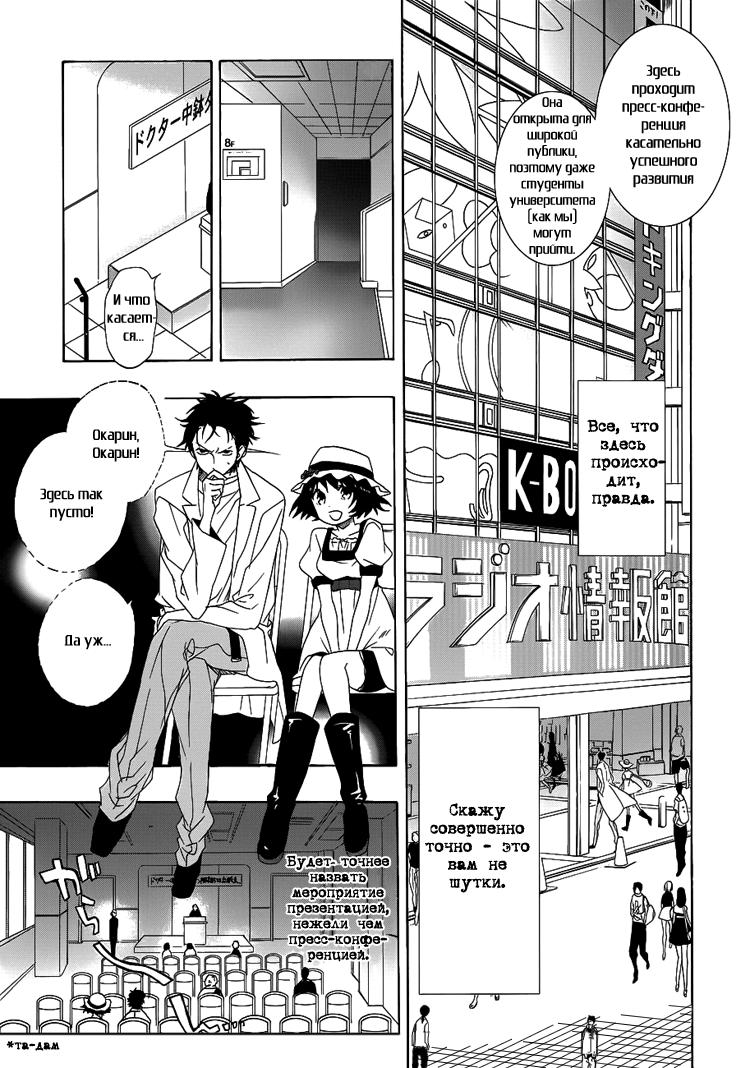 Здесь
проходит
пресс-конфе-
ренция
касательно
успешного
развития
Она
открыта для
широкой
публики,
поэтому даже
студенты
университета
(как мы)
могут
прийти.
Все, что
здесь
происхо-
дит,
правда.
K-BO
ラジオ情報館
Скажу
совершенно
точно - это
вам не
шутки.
8F
ドクター中鉢
И что
касает-
ся...
Окарин,
Окарин!
Здесь так
пусто!
Да уж...
Будет точнее
назвать
мероприятие
презентацией,
нежели чем
пресс-конфе-
ренцией.
*та-дам